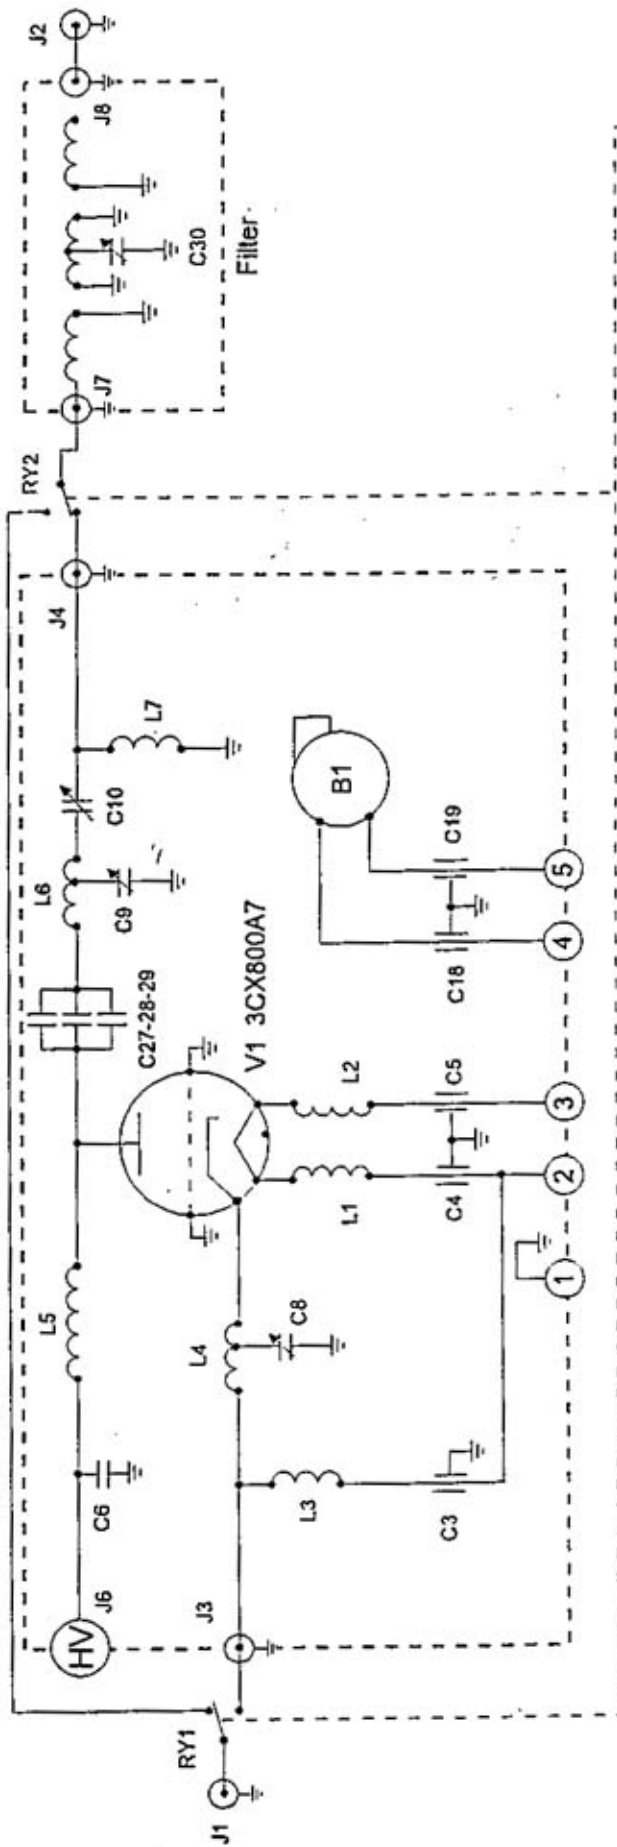 J1
RY1
J3
HV
J6
C6
L5
L3
C3
L4
C8
1
2
3
L1
C4
L2
C5
V1 3CX800A7
C27-28-29
L6
C9
C10
L7
B1
C18
C19
4
5
J4
RY2
J7
C30
Filter
J8
J2